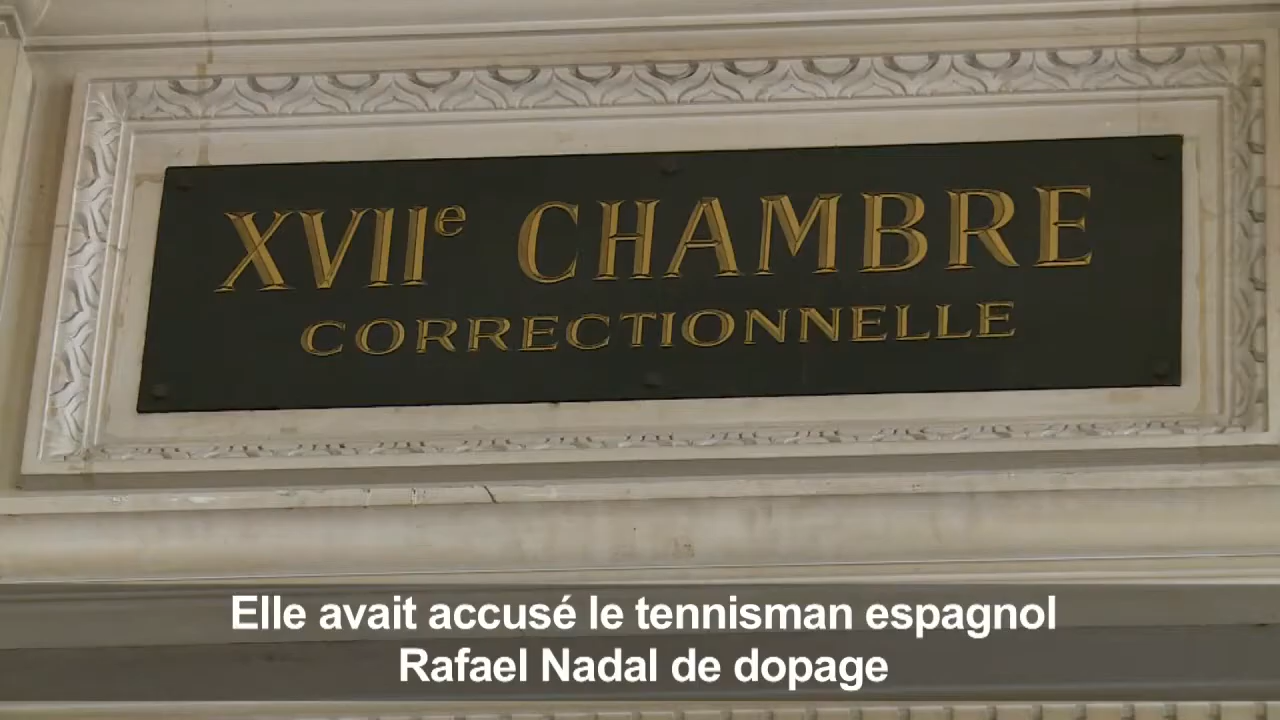 XVIIe CHAMBRE
CORRECTIONNELLE
Elle avait accusé le tennisman espagnol
Rafael Nadal de dopage